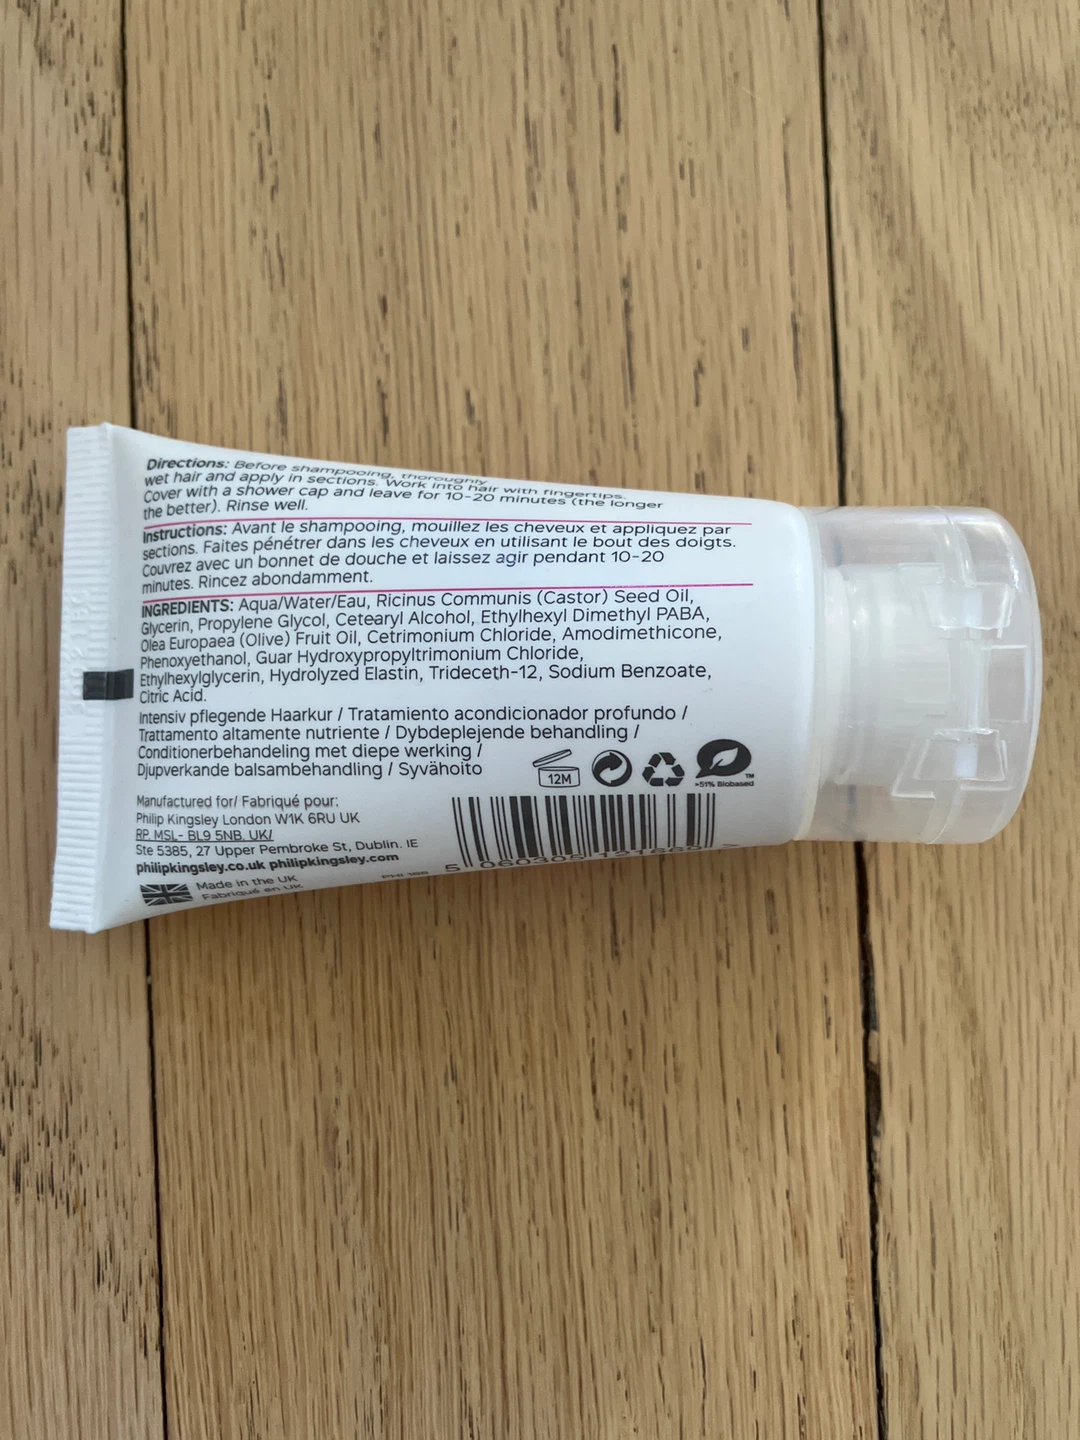 Directions: Before shampooing, thoroughly
wet hair and apply in sections. Work into hair with fingertips.
Cover with a shower cap and leave for 10-20 minutes (the longer
the better). Rinse well.
Instructions: Avant le shampooing, mouillez les cheveux et appliquez par
sections. Faites pénétrer dans les cheveux en utilisant le bout des doigts.
Couvrez avec un bonnet de douche et laissez agir pendant 10-20
minutes. Rincez abondamment.
INGREDIENTS: Aqua/Water/Eau, Ricinus Communis (Castor) Seed Oil,
Glycerin, Propylene Glycol, Cetearyl Alcohol, Ethylhexyl Dimethyl PABA,
Olea Europaea (Olive) Fruit Oil, Cetrimonium Chloride, Amodimethicone,
Phenoxyethanol, Guar Hydroxypropyltrimonium Chloride,
Ethylhexylglycerin, Hydrolyzed Elastin, Trideceth-12, Sodium Benzoate,
Citric Acid.
Intensiv pflegende Haarkur / Tratamiento acondicionador profundo /
Trattamento altamente nutriente / Dybdeplejende behandling /
Conditionerbehandeling met diepe werking /
Djupverkande balsambehandling / Syvähoito
12M
>51% Biobased
TM
Manufactured for/ Fabriqué pour:
Philip Kingsley London W1K 6RU UK
RP. MSL- BL9 5NB. UK/
Ste 5385, 27 Upper Pembroke St, Dublin. IE
philipkingsley.co.uk philipkingsley.com
Made in the UK
Fabriqué en UK
5 060305